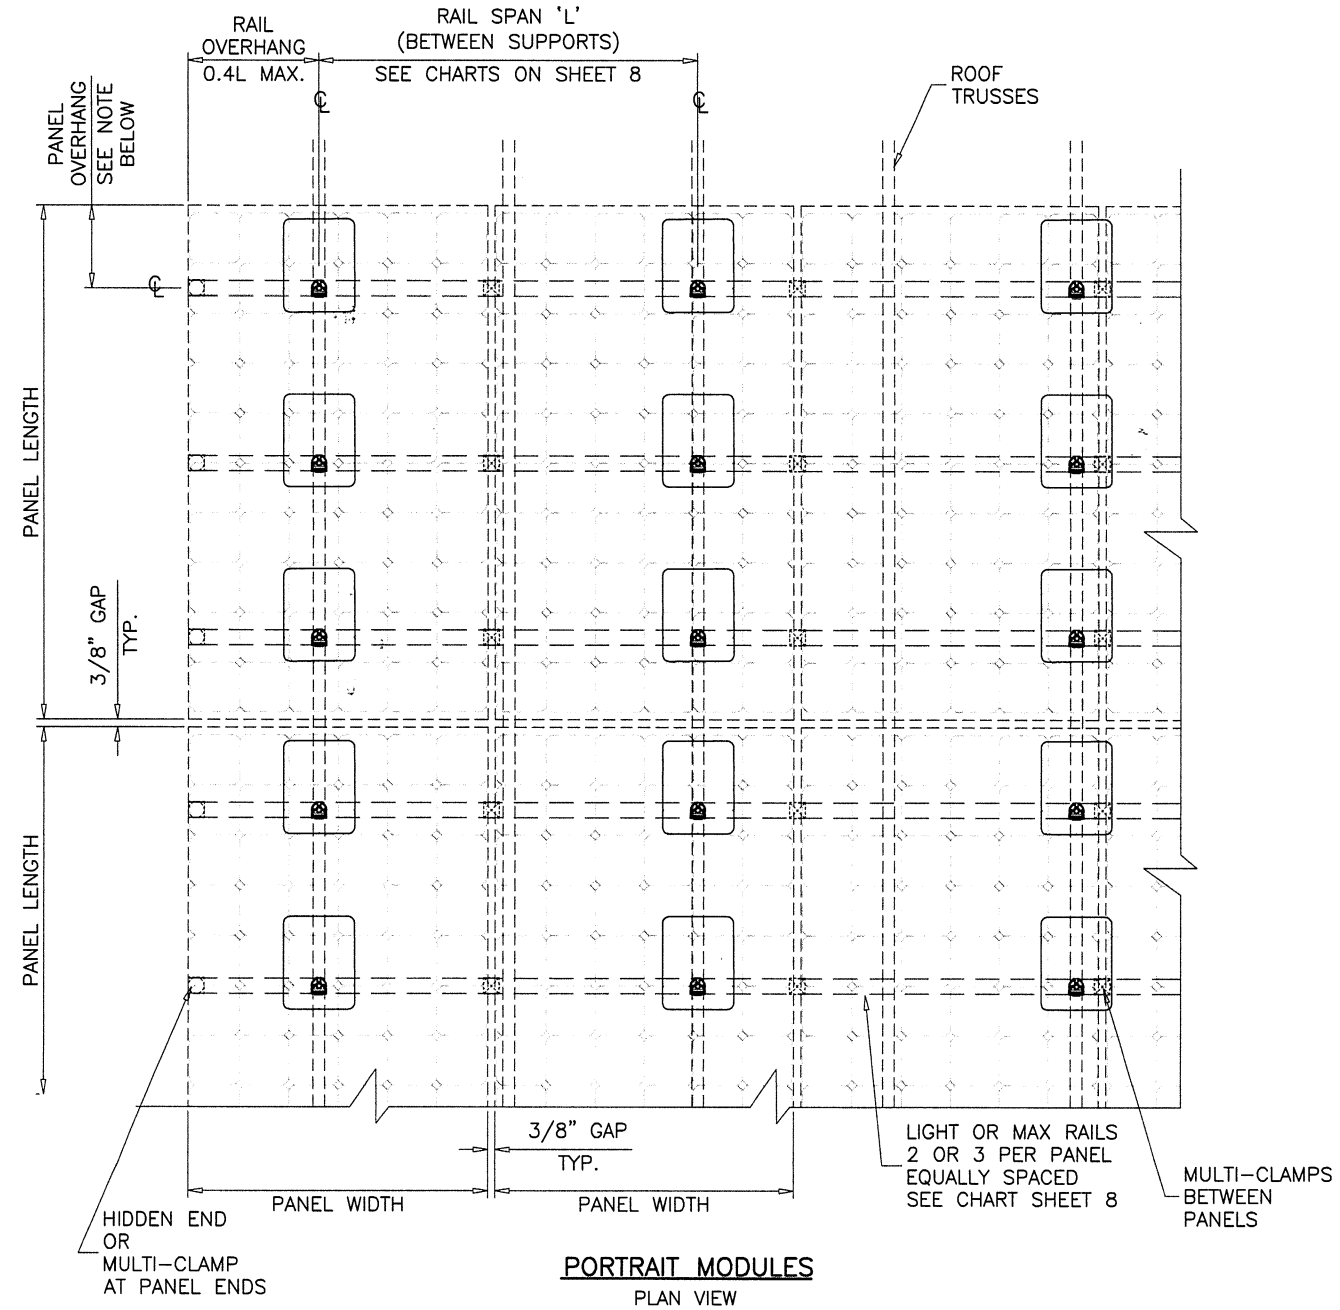 RAIL
OVERHANG
0.4L MAX.
RAIL SPAN 'L'
(BETWEEN SUPPORTS)
SEE CHARTS ON SHEET 8
ROOF
TRUSSES
PANEL
OVERHANG
SEE NOTE
BELOW
℄
℄
℄
PANEL LENGTH
3/8" GAP
TYP.
PANEL LENGTH
3/8" GAP
TYP.
PANEL WIDTH
PANEL WIDTH
LIGHT OR MAX RAILS
2 OR 3 PER PANEL
EQUALLY SPACED
SEE CHART SHEET 8
MULTI-CLAMPS
BETWEEN
PANELS
HIDDEN END
OR
MULTI-CLAMP
AT PANEL ENDS
PORTRAIT MODULES
PLAN VIEW